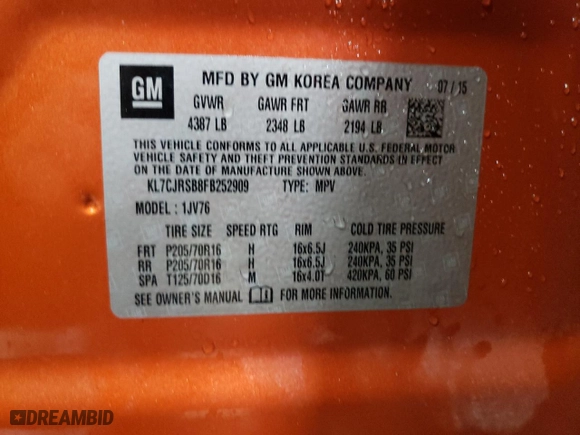 GM
MFD BY GM KOREA COMPANY 07/15
GVWR GAWR FRT GAWR RR
4387 LB 2348 LB 2194 LB
THIS VEHICLE CONFORMS TO ALL APPLICABLE U.S. FEDERAL MOTOR
VEHICLE SAFETY AND THEFT PREVENTION STANDARDS IN EFFECT
ON THE DATE OF MANUFACTURE SHOWN ABOVE.
KL7CJRSB8FB252909 TYPE: MPV
MODEL: 1JV76
TIRE SIZE SPEED RTG RIM COLD TIRE PRESSURE
FRT P205/70R16 H 16x6.5J 240KPA, 35 PSI
RR P205/70R16 H 16x6.5J 240KPA, 35 PSI
SPA T125/70D16 M 16x4.0T 420KPA, 60 PSI
SEE OWNER'S MANUAL FOR MORE INFORMATION.
DREAMBID